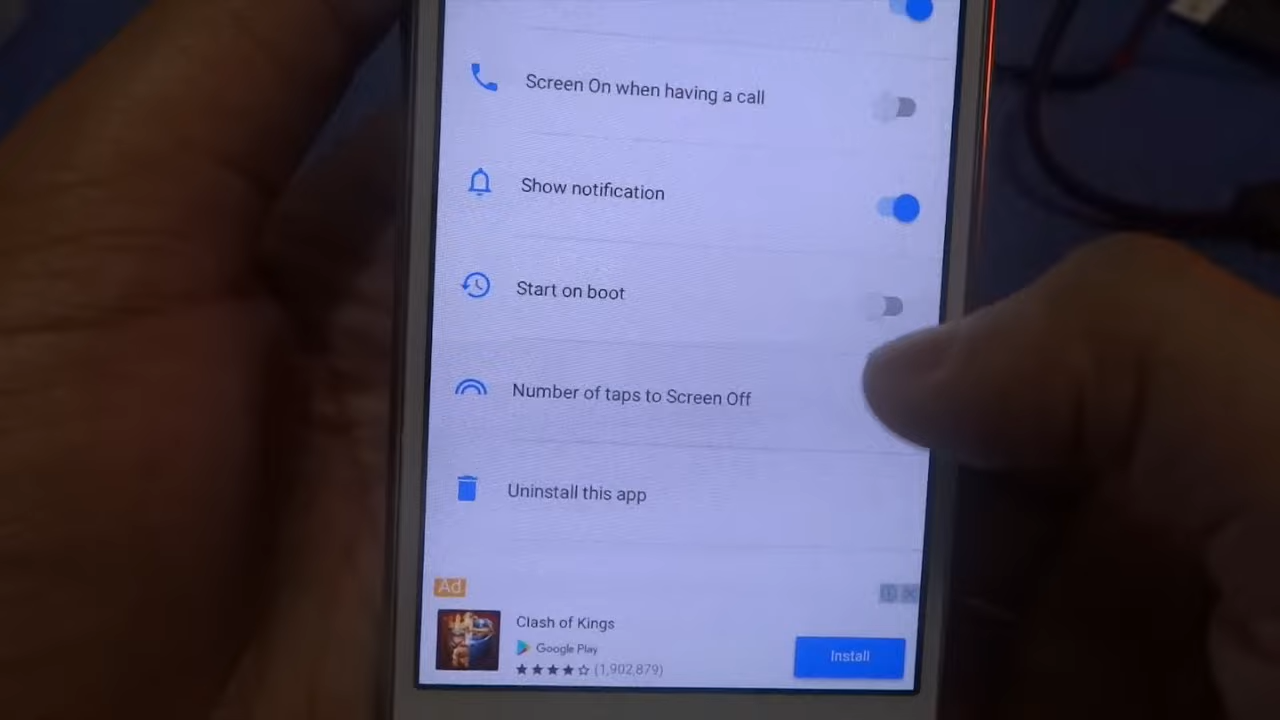 Screen On when having a call
Show notification
Start on boot
Number of taps to Screen Off
Uninstall this app
Ad
Clash of Kings
Google Play
(1,902,879)
Install